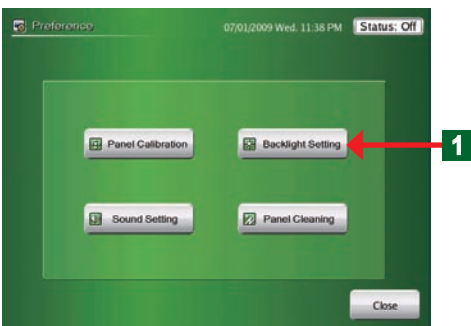 Preference
07/01/2009 Wed. 11:38 PM
Status: Off
Panel Calibration
Backlight Setting
1
Sound Setting
Panel Cleaning
Close